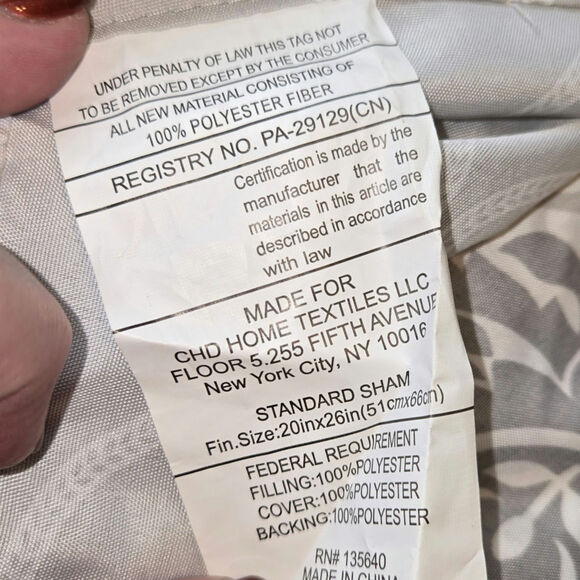 UNDER PENALTY OF LAW THIS TAG NOT
TO BE REMOVED EXCEPT BY THE CONSUMER
ALL NEW MATERIAL CONSISTING OF
100% POLYESTER FIBER
REGISTRY NO. PA-29129(CN)
Certification is made by the
manufacturer that the
materials in this article are
described in accordance
with law
MADE FOR
CHD HOME TEXTILES LLC
FLOOR 5.255 FIFTH AVENUE
New York City, NY 10016
STANDARD SHAM
Fin.Size:20inx26in(51cmx66cm)
FEDERAL REQUIREMENT
FILLING:100%POLYESTER
COVER:100%POLYESTER
BACKING:100%POLYESTER
RN# 135640
MADE IN CHINA